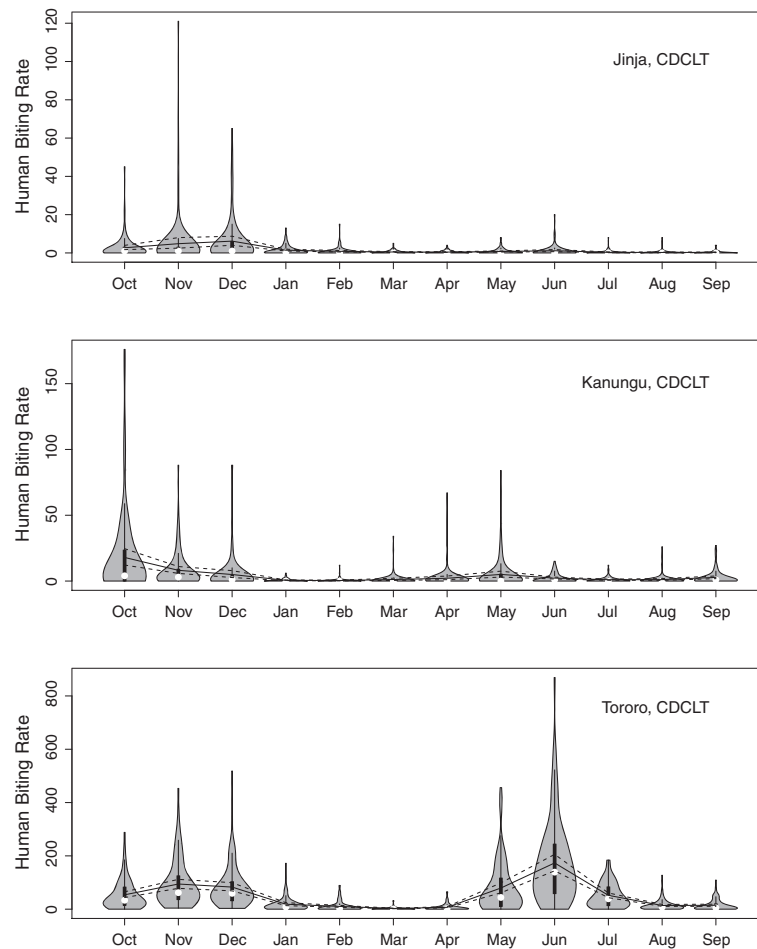 Human Biting Rate
120
100
80
60
40
20
0
Jinja, CDCLT
Oct Nov Dec Jan Feb Mar Apr May Jun Jul Aug Sep
Human Biting Rate
150
100
50
0
Kanungu, CDCLT
Oct Nov Dec Jan Feb Mar Apr May Jun Jul Aug Sep
Human Biting Rate
800
600
400
200
0
Tororo, CDCLT
Oct Nov Dec Jan Feb Mar Apr May Jun Jul Aug Sep